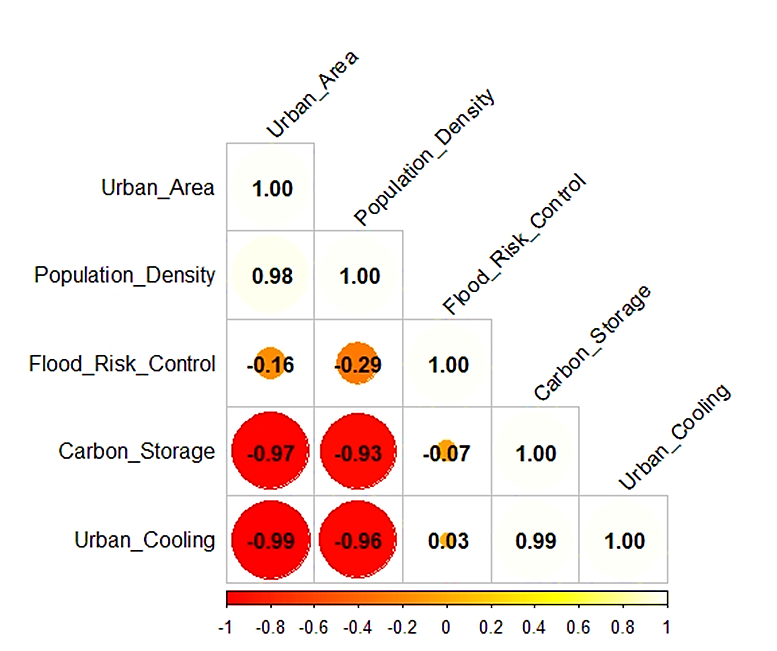 Urban_Area
Population_Density
Flood_Risk_Control
Carbon_Storage
Urban_Cooling
Urban_Area 1.00
Population_Density 0.98 1.00
Flood_Risk_Control -0.16 -0.29 1.00
Carbon_Storage -0.97 -0.93 -0.07 1.00
Urban_Cooling -0.99 -0.96 0.03 0.99 1.00
-1 -0.8 -0.6 -0.4 -0.2 0 0.2 0.4 0.6 0.8 1